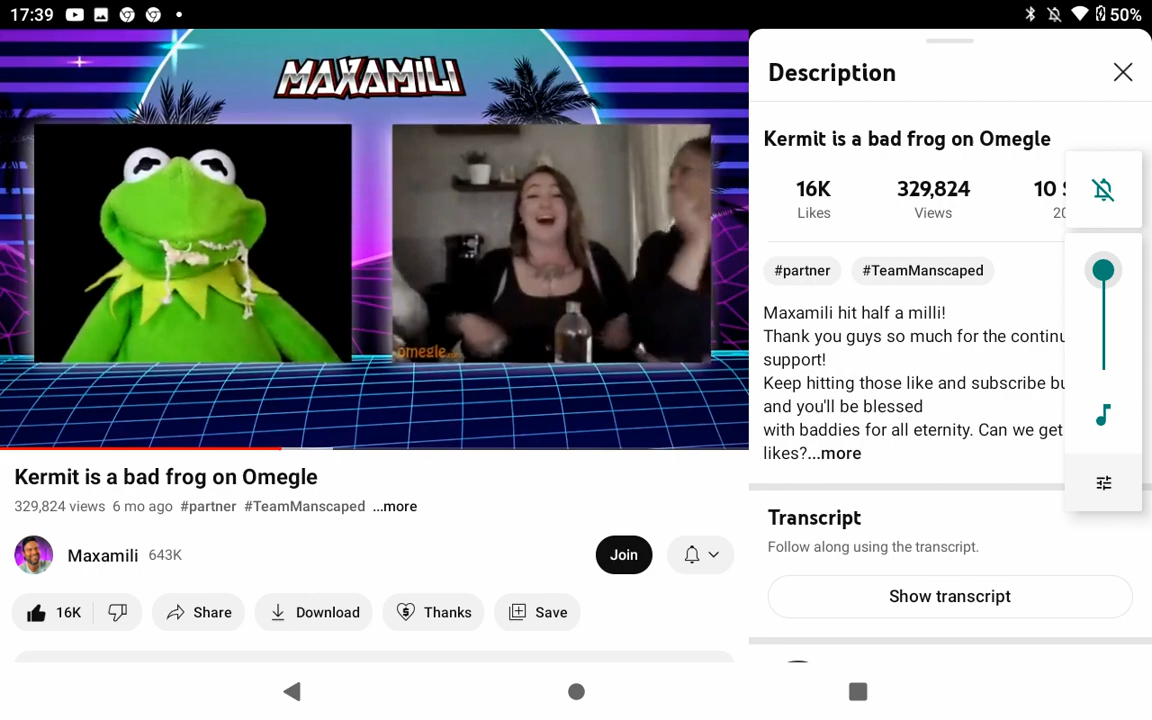 17:39
50%
MAXAMILI
omegle
Kermit is a bad frog on Omegle
329,824 views 6 mo ago #partner #TeamManscaped ...more
Maxamili 643K
Join
16K
Share
Download
Thanks
Save
Description
Kermit is a bad frog on Omegle
16K 329,824 10
Likes Views 20
#partner #TeamManscaped
Maxamili hit half a milli!
Thank you guys so much for the continu
support!
Keep hitting those like and subscribe bu
and you'll be blessed
with baddies for all eternity. Can we get
likes?...more
Transcript
Follow along using the transcript.
Show transcript